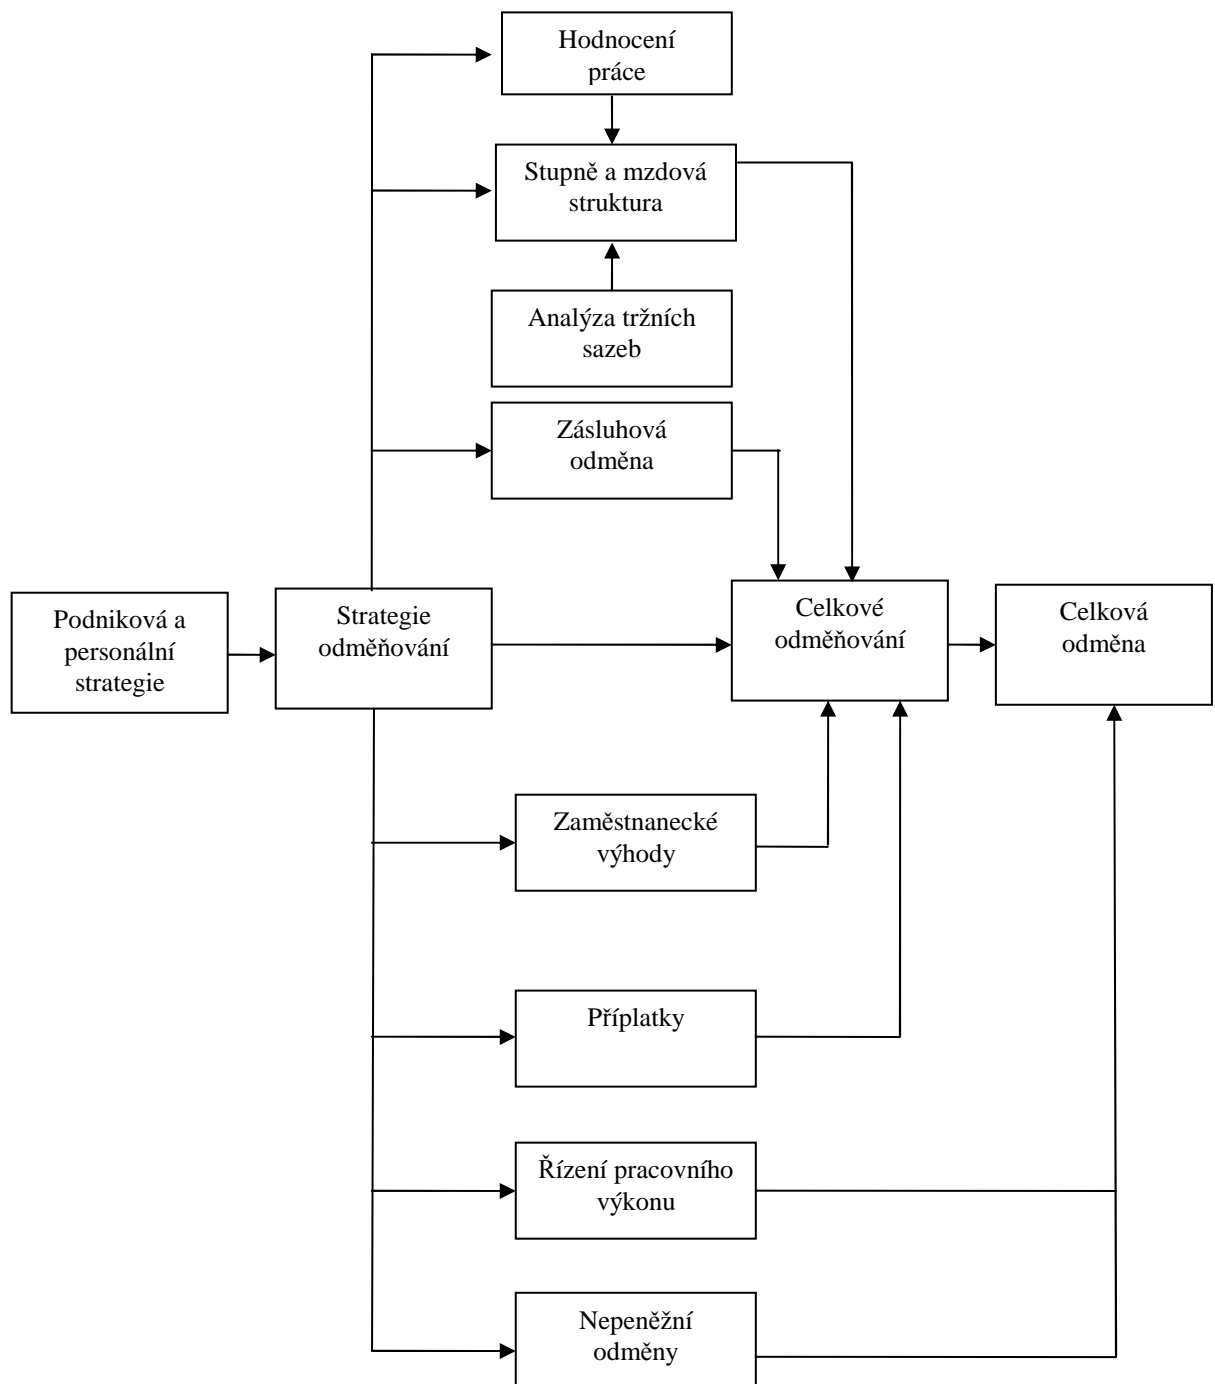 Hodnocení
práce
Stupně a mzdová
struktura
Analýza tržních
sazeb
Zásluhová
odměna
Podniková a
personální
strategie
Strategie
odměňování
Celkové
odměňování
Celková
odměna
Zaměstnanecké
výhody
Příplatky
Řízení pracovního
výkonu
Nepeněžní
odměny